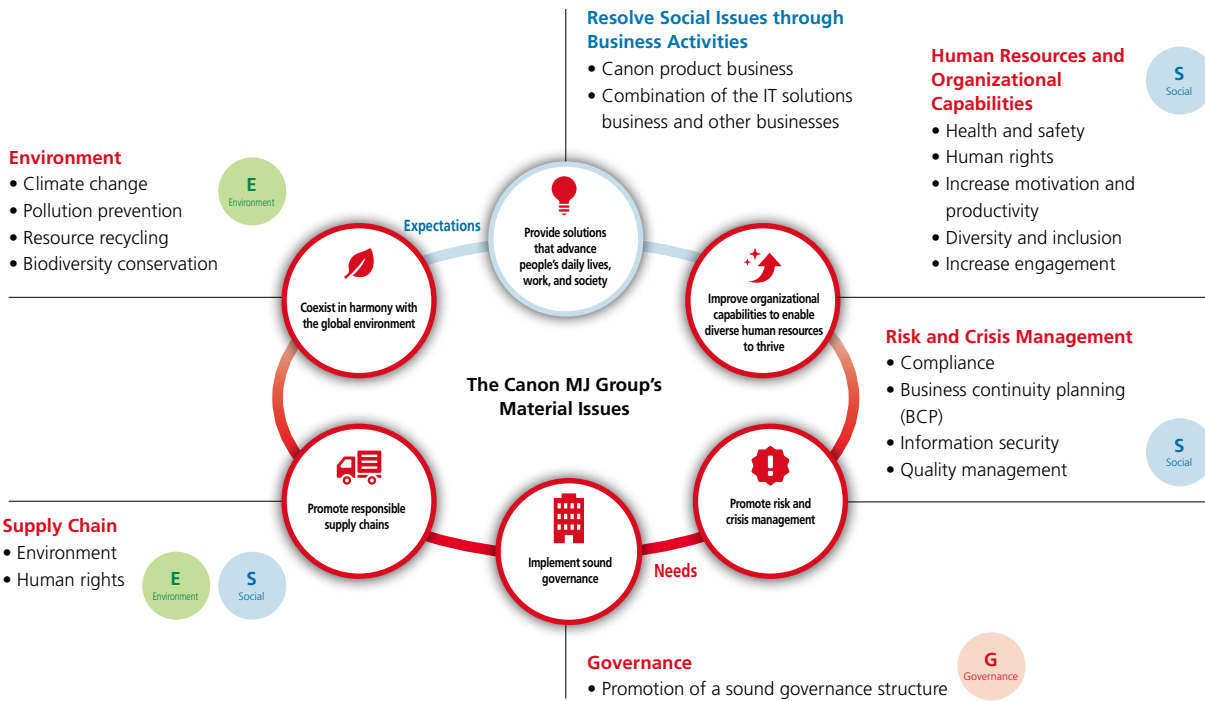 Resolve Social Issues through
Business Activities
• Canon product business
• Combination of the IT solutions
business and other businesses
Human Resources and
Organizational
Capabilities
• Health and safety
• Human rights
• Increase motivation and
productivity
• Diversity and inclusion
• Increase engagement
S
Social
Environment
• Climate change
• Pollution prevention
• Resource recycling
• Biodiversity conservation
E
Environment
Expectations
Provide solutions
that advance
people's daily lives,
work, and society
Coexist in harmony with
the global environment
Improve organizational
capabilities to enable
diverse human resources
to thrive
The Canon MJ Group's
Material Issues
Risk and Crisis Management
• Compliance
• Business continuity planning
(BCP)
• Information security
• Quality management
S
Social
Promote responsible
supply chains
Implement sound
governance
Promote risk and
crisis management
Needs
Supply Chain
• Environment
• Human rights
E
Environment
S
Social
Governance
• Promotion of a sound governance structure
G
Governance